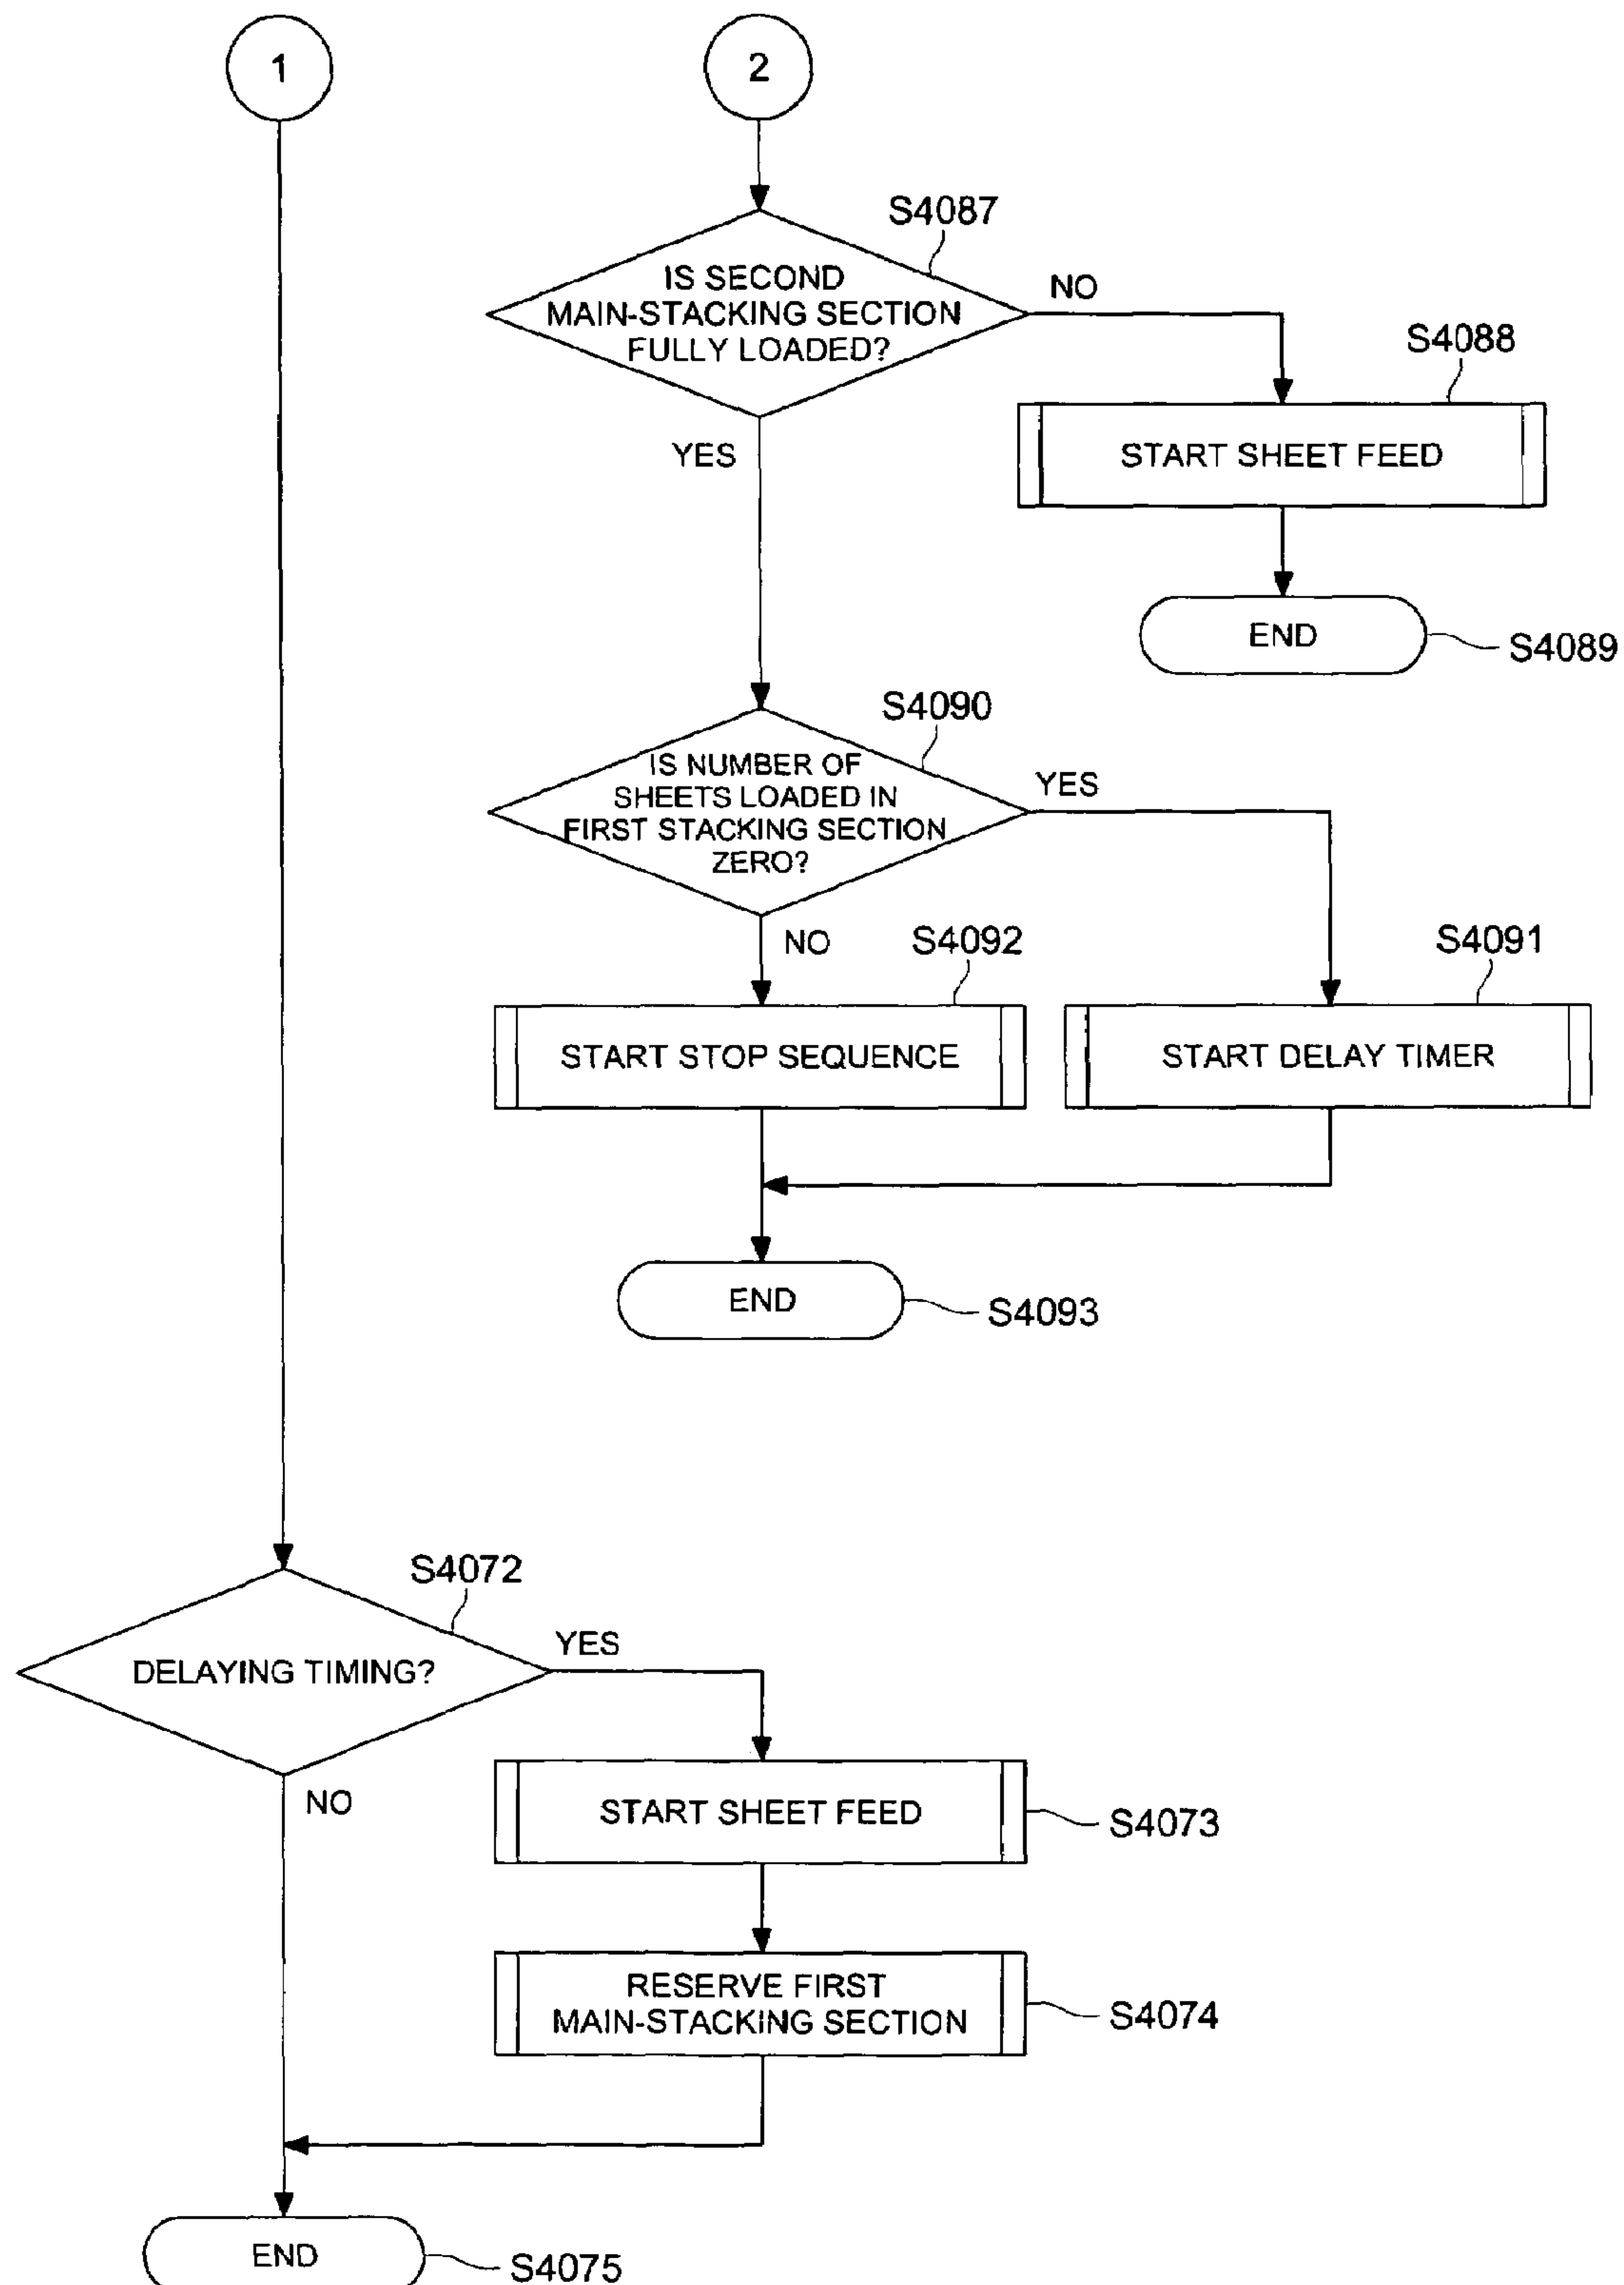 1
2
S4087
IS SECOND
MAIN-STACKING SECTION
FULLY LOADED?
NO
S4088
YES
START SHEET FEED
END
S4089
S4090
IS NUMBER OF
SHEETS LOADED IN
FIRST STACKING SECTION
ZERO?
YES
NO
S4092
S4091
START STOP SEQUENCE
START DELAY TIMER
END
S4093
S4072
DELAYING TIMING?
YES
NO
START SHEET FEED
S4073
RESERVE FIRST
MAIN-STACKING SECTION
S4074
END
S4075